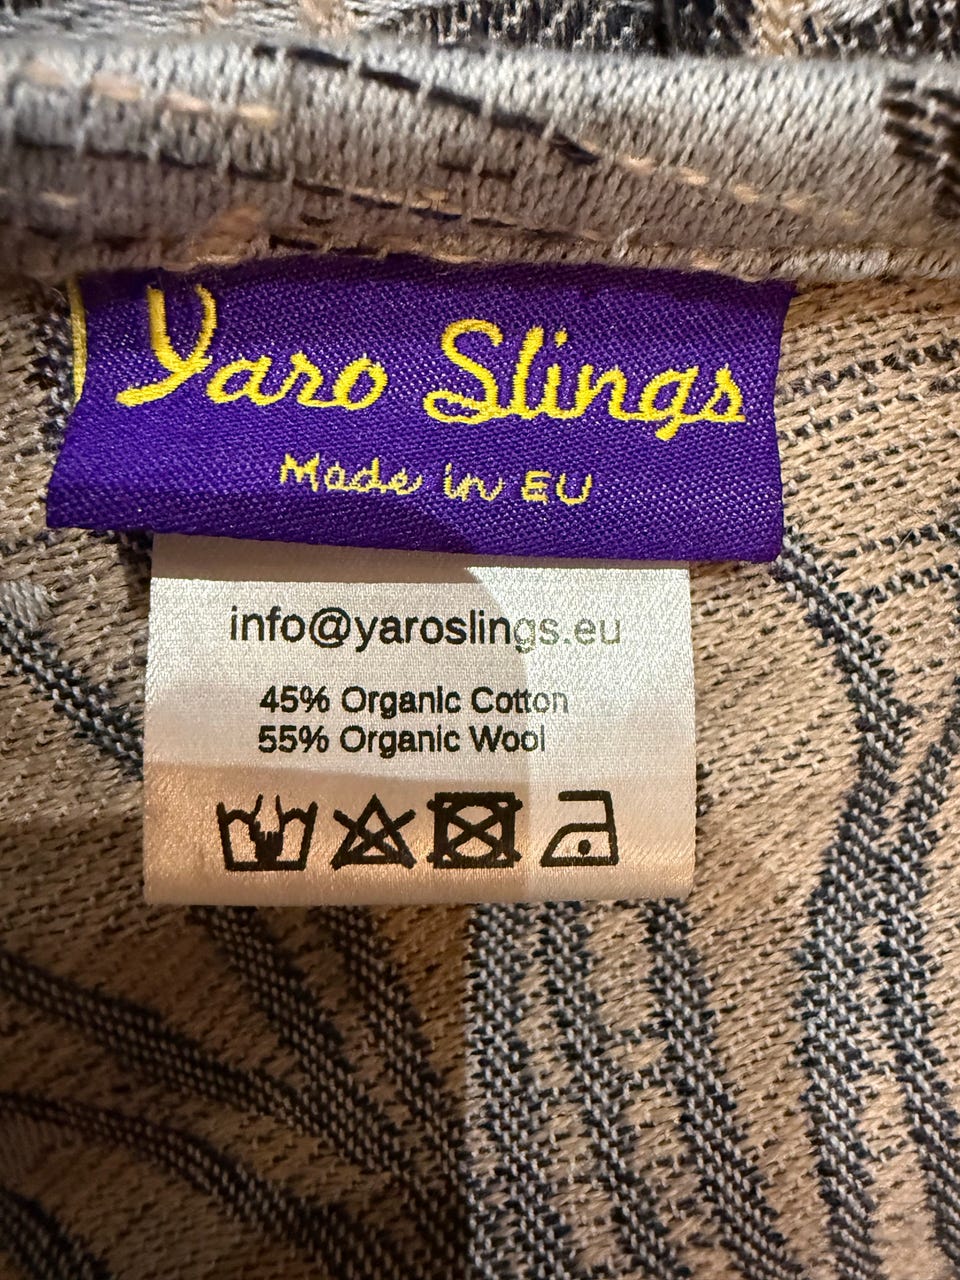 Yaro Slings
Made in EU
info@yaroslings.eu
45% Organic Cotton
55% Organic Wool